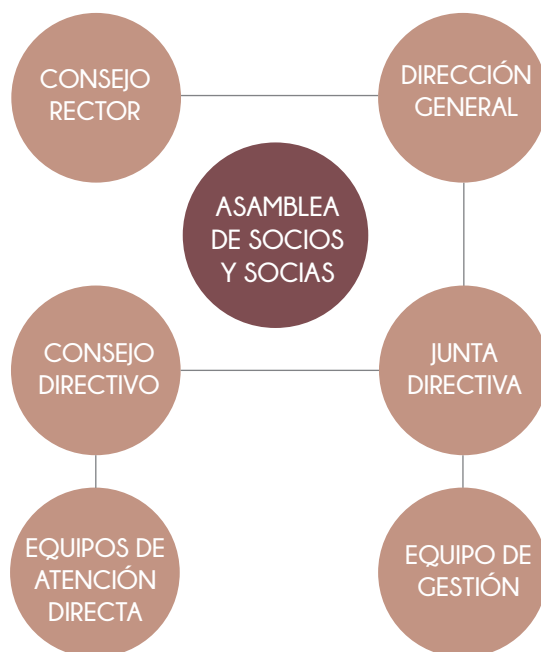 CONSEJO
RECTOR
DIRECCIÓN
GENERAL
ASAMBLEA
DE SOCIOS
Y SOCIAS
CONSEJO
DIRECTIVO
JUNTA
DIRECTIVA
EQUIPOS DE
ATENCIÓN
DIRECTA
EQUIPO DE
GESTIÓN